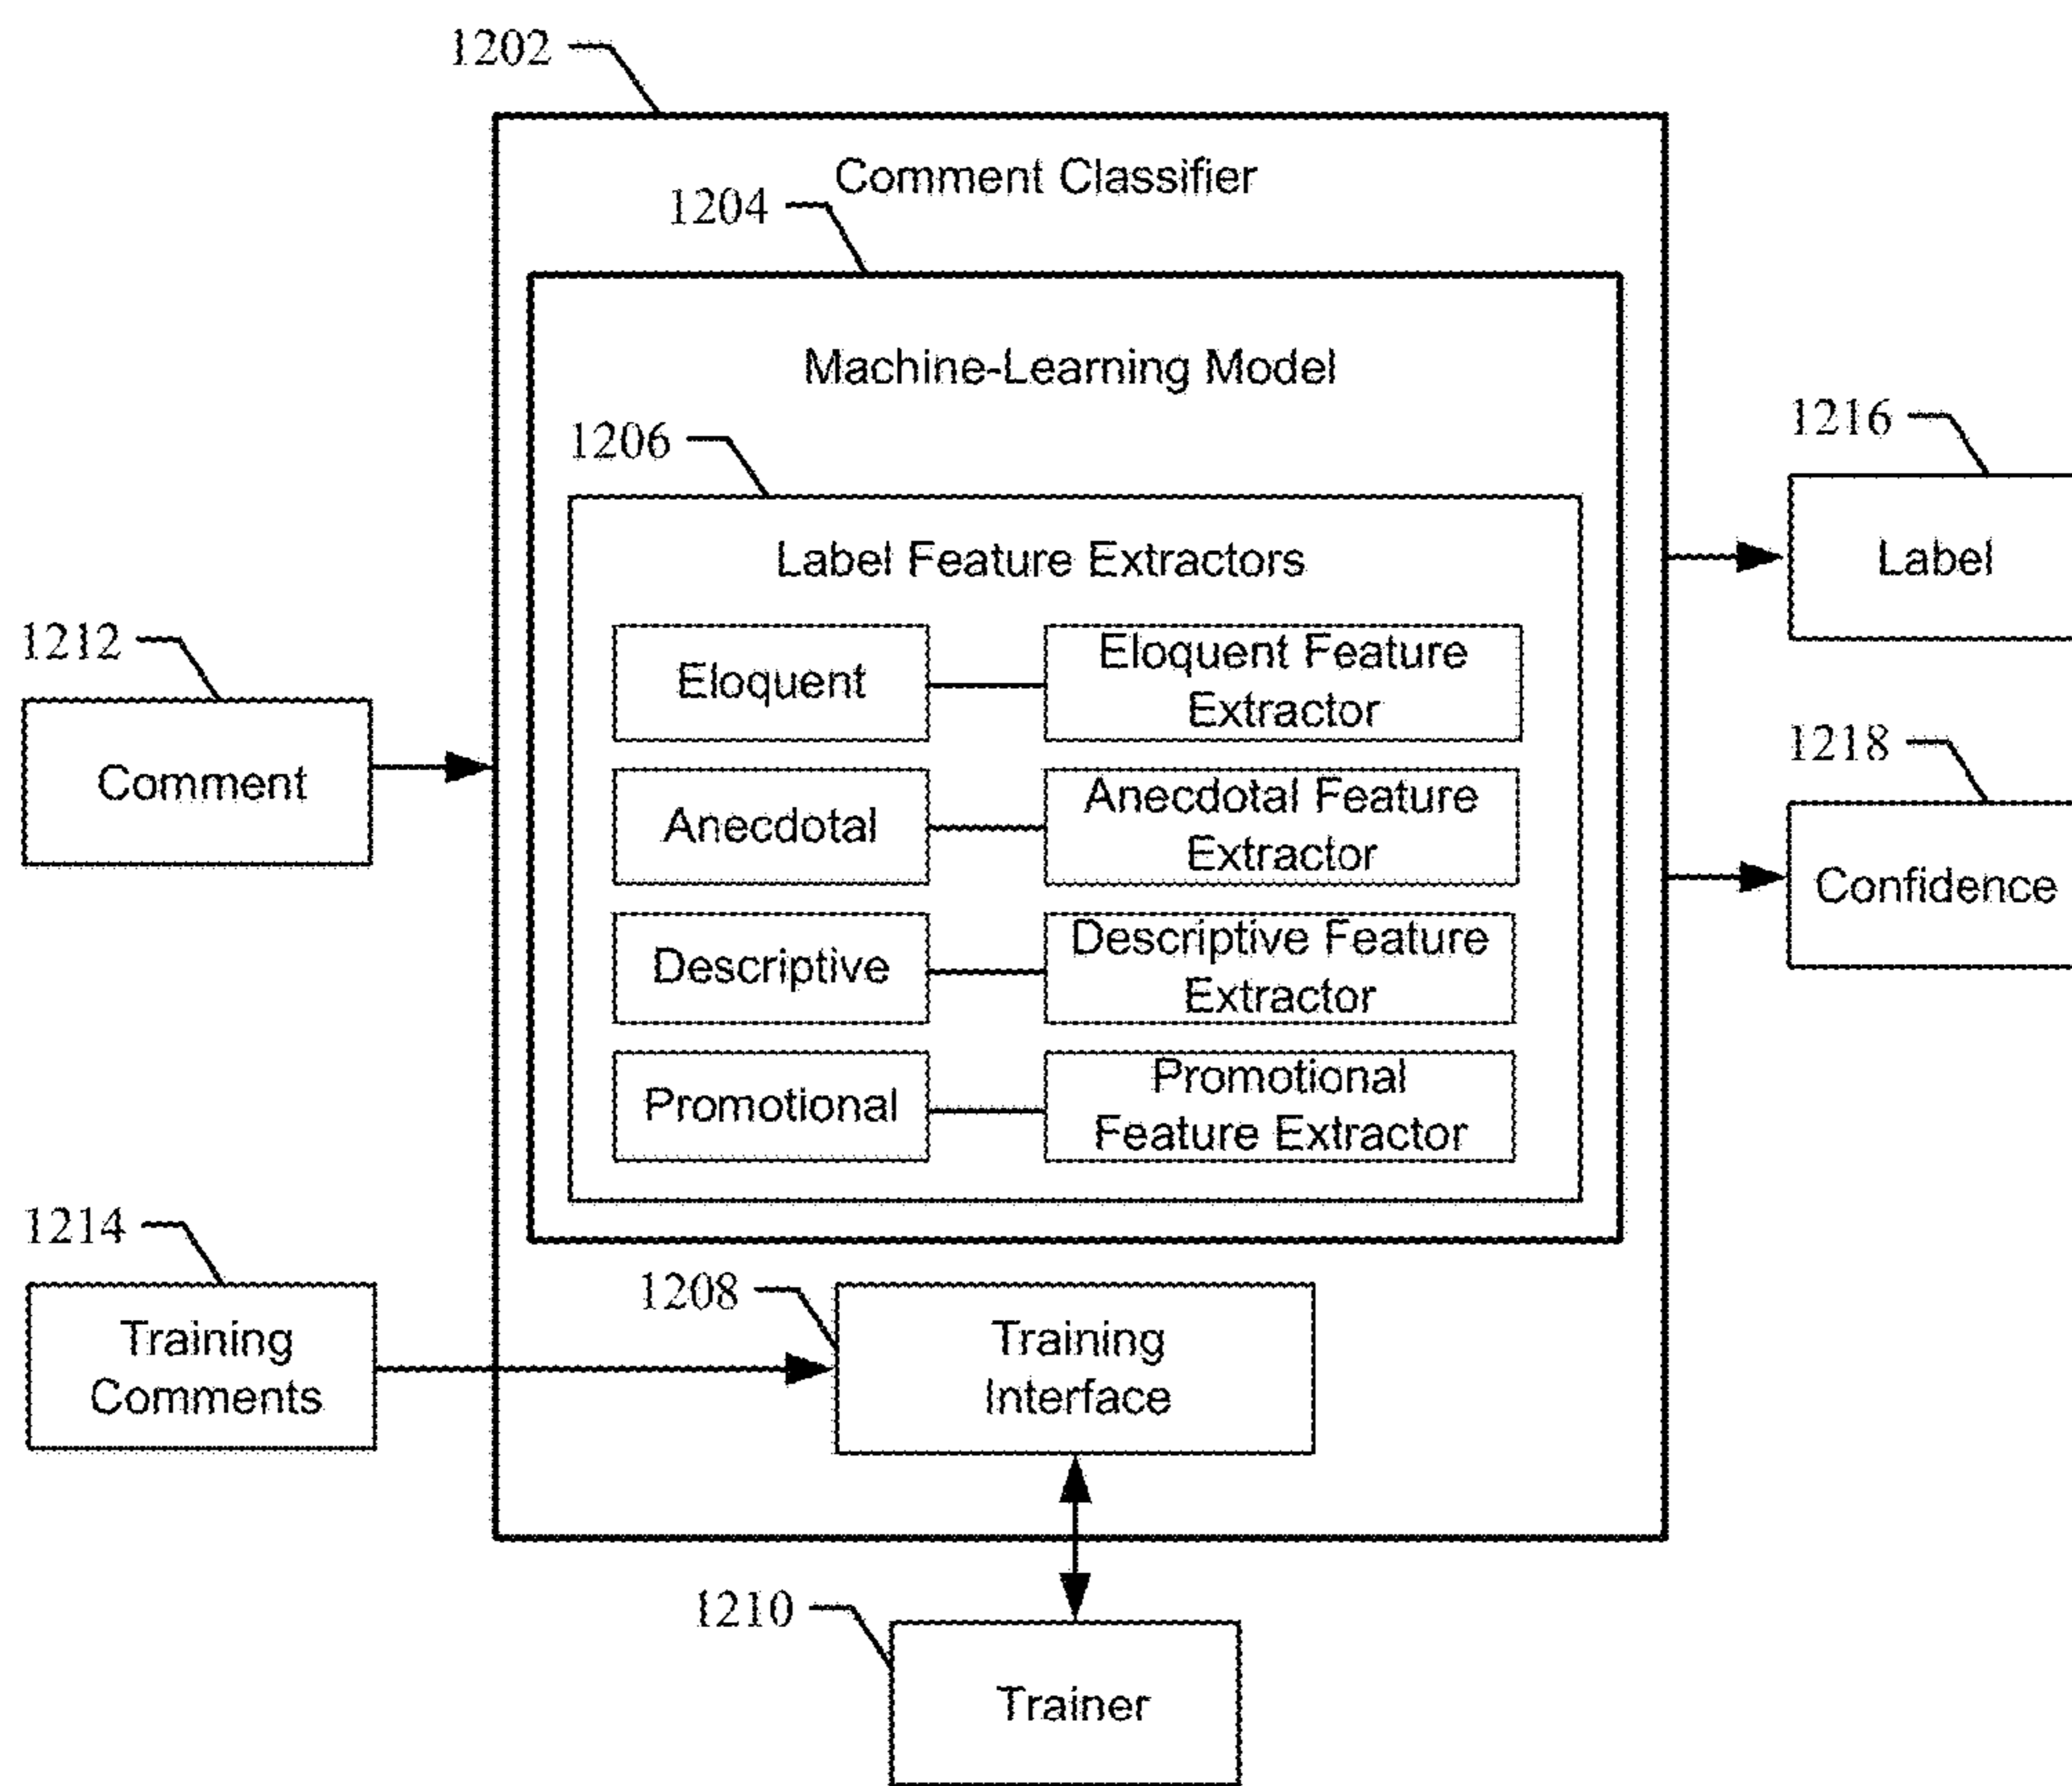 1202
Comment Classifier
1204
Machine-Learning Model
1206
Label Feature Extractors
Eloquent
Eloquent Feature
Extractor
Anecdotal
Anecdotal Feature
Extractor
Descriptive
Descriptive Feature
Extractor
Promotional
Promotional
Feature Extractor
1212
Comment
1216
Label
1218
Confidence
1214
Training
Comments
1208
Training
Interface
1210
Trainer